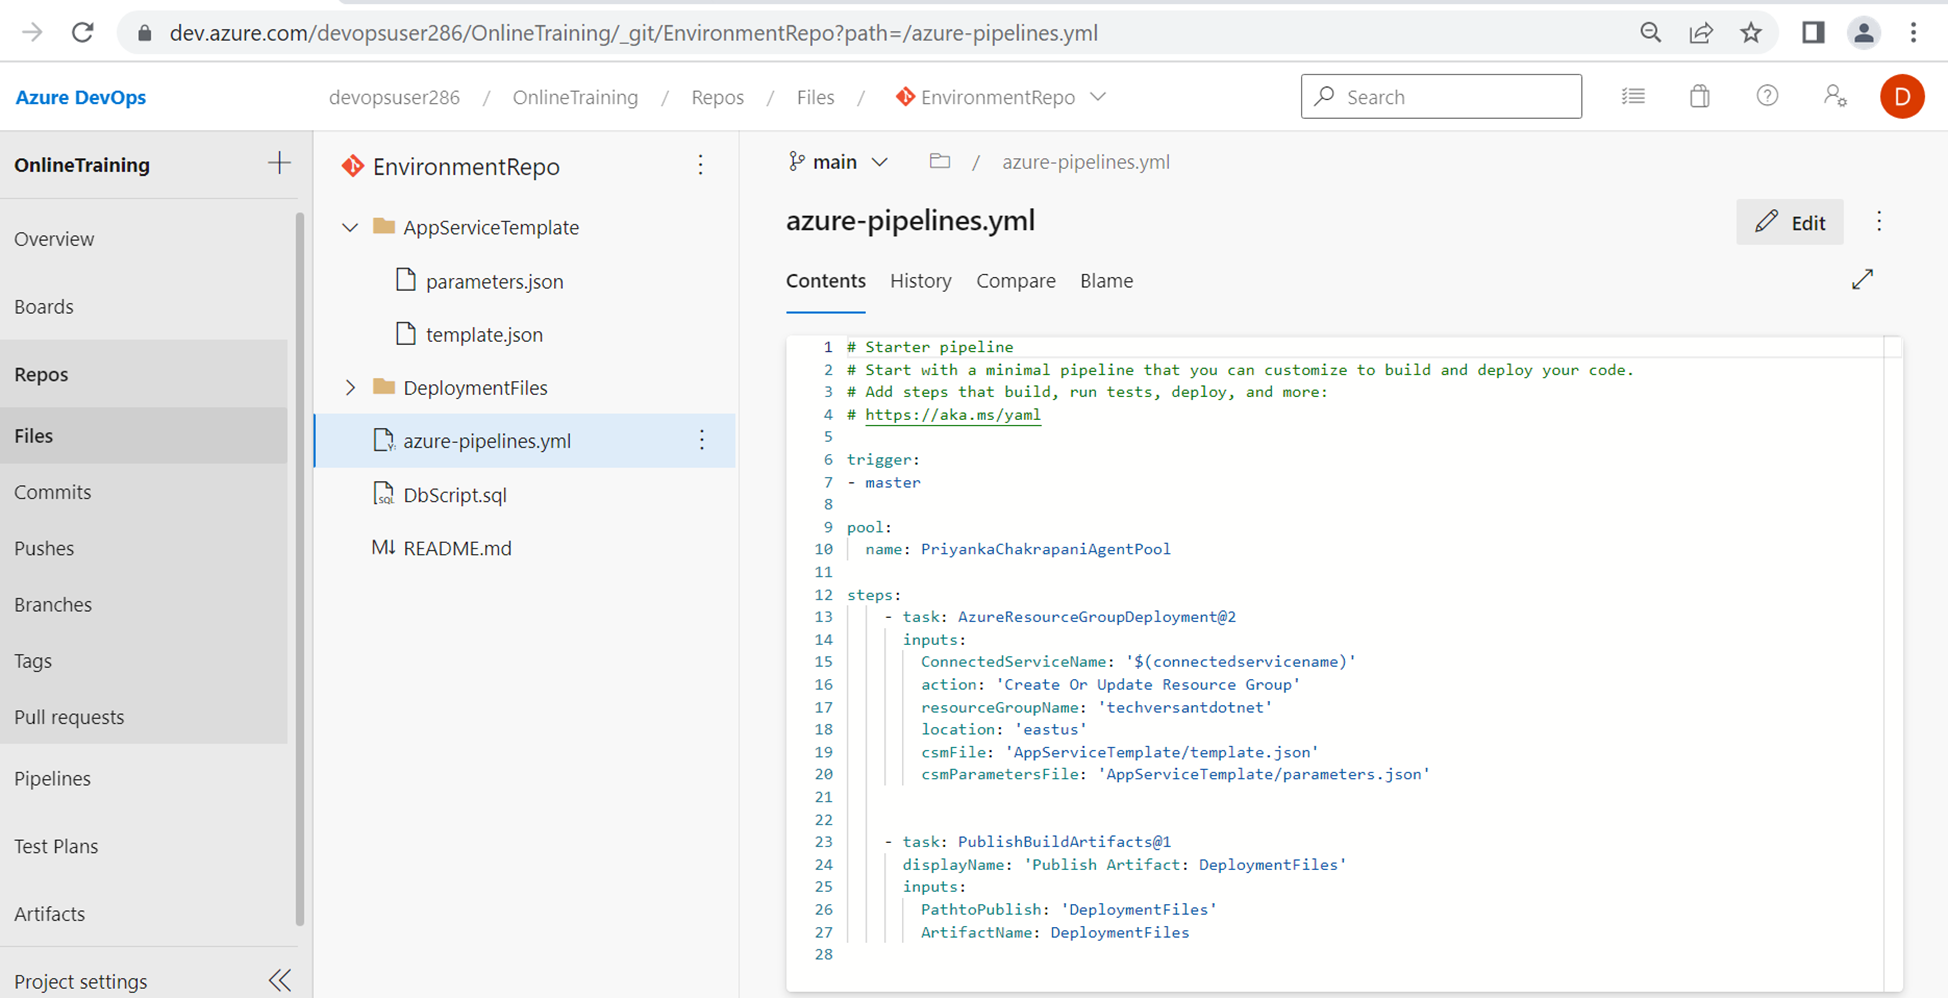 dev.azure.com/devopsuser286/OnlineTraining/_git/EnvironmentRepo?path=/azure-pipelines.yml
Azure DevOps
devopsuser286 / OnlineTraining / Repos / Files / EnvironmentRepo
Search
D
OnlineTraining
Overview
Boards
Repos
Files
Commits
Pushes
Branches
Tags
Pull requests
Pipelines
Test Plans
Artifacts
Project settings
EnvironmentRepo
AppServiceTemplate
parameters.json
template.json
DeploymentFiles
azure-pipelines.yml
DbScript.sql
README.md
main / azure-pipelines.yml
azure-pipelines.yml
Edit
Contents History Compare Blame
1 # Starter pipeline
2 # Start with a minimal pipeline that you can customize to build and deploy your code.
3 # Add steps that build, run tests, deploy, and more:
4 # https://aka.ms/yaml
5
6 trigger:
7 - master
8
9 pool:
10 name: PriyankaChakrapaniAgentPool
11
12 steps:
13 - task: AzureResourceGroupDeployment@2
14 inputs:
15 ConnectedServiceName: '$(connectedservicename)'
16 action: 'Create Or Update Resource Group'
17 resourceGroupName: 'techversantdotnet'
18 location: 'eastus'
19 csmFile: 'AppServiceTemplate/template.json'
20 csmParametersFile: 'AppServiceTemplate/parameters.json'
21
22
23 - task: PublishBuildArtifacts@1
24 displayName: 'Publish Artifact: DeploymentFiles'
25 inputs:
26 PathtoPublish: 'DeploymentFiles'
27 ArtifactName: DeploymentFiles
28